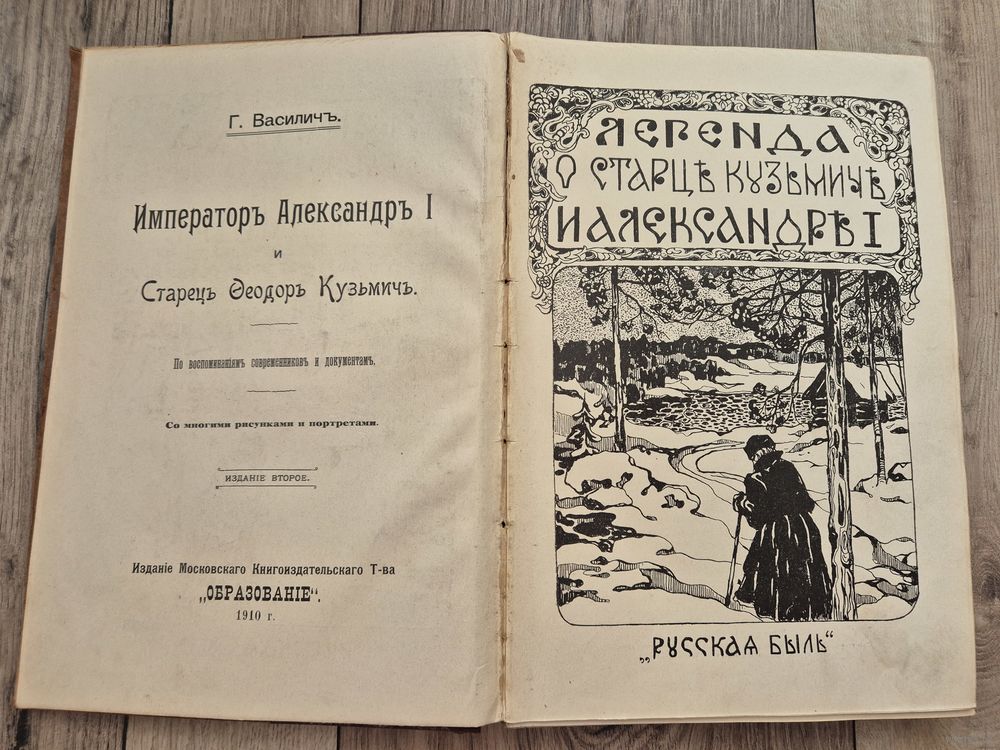 Г. Василичъ.
Императоръ Александръ I
и
Старецъ Ѳеодоръ Кузьмичъ.
По воспоминаніямъ современниковъ и документамъ.
Со многими рисунками и портретами.
ИЗДАНІЕ ВТОРОЕ.
Изданіе Московскаго Книгоиздательскаго Т-ва
„ОБРАЗОВАНІЕ“.
1910 г.
ЛЕГЕНДА
О СТАРЦѢ КУЗЬМИЧѢ
И АЛЕКСАНДРѢ I
„РУССКАЯ БЫЛЬ“